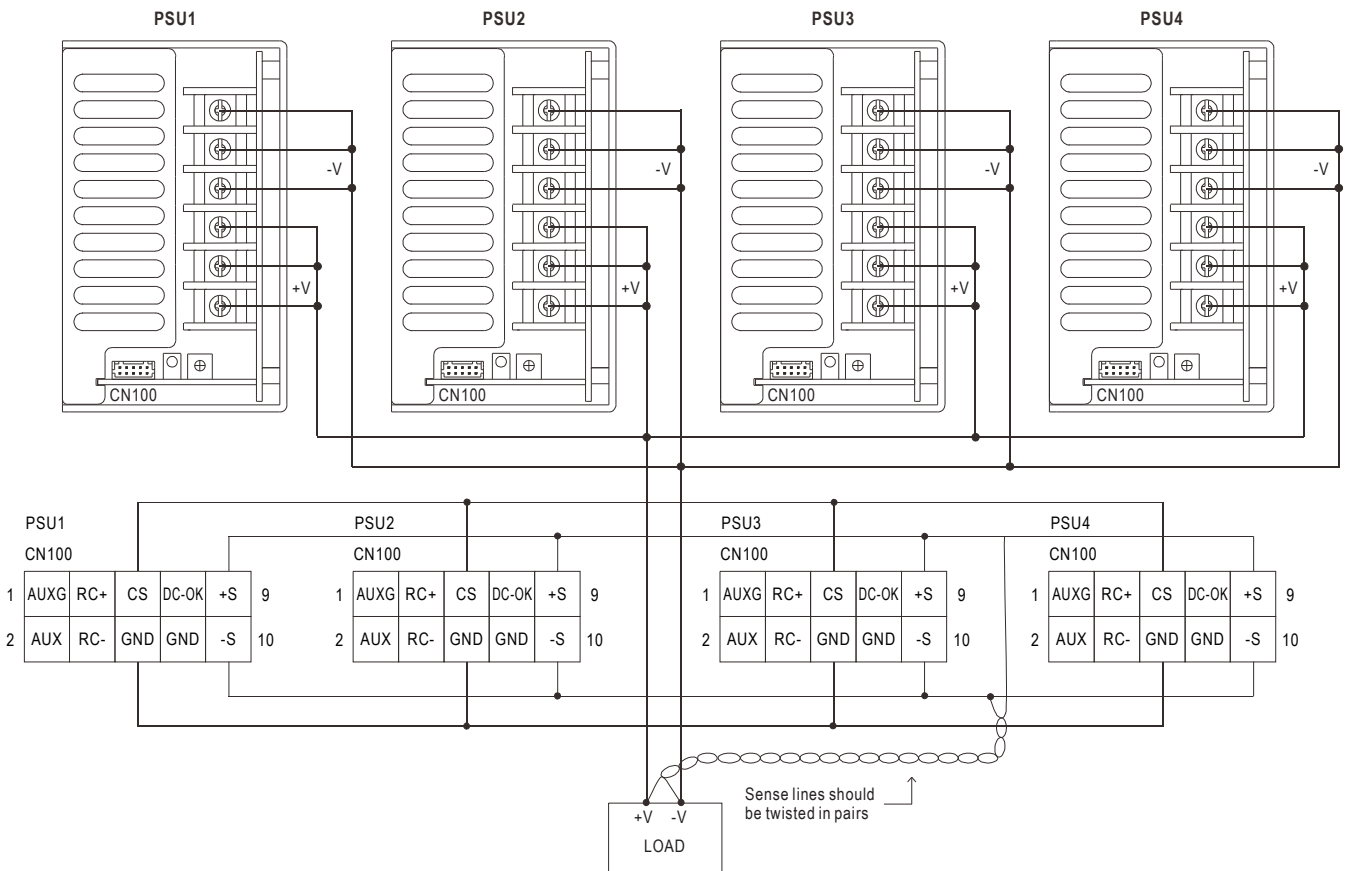 PSU1 PSU2 PSU3 PSU4
-V -V -V -V
+V +V +V +V
CN100 CN100 CN100 CN100
PSU1 PSU2 PSU3 PSU4
CN100 CN100 CN100 CN100
1 AUXG RC+ CS DC-OK +S 9 1 AUXG RC+ CS DC-OK +S 9 1 AUXG RC+ CS DC-OK +S 9 1 AUXG RC+ CS DC-OK +S 9
2 AUX RC- GND GND -S 10 2 AUX RC- GND GND -S 10 2 AUX RC- GND GND -S 10 2 AUX RC- GND GND -S 10
Sense lines should
be twisted in pairs
+V -V
LOAD